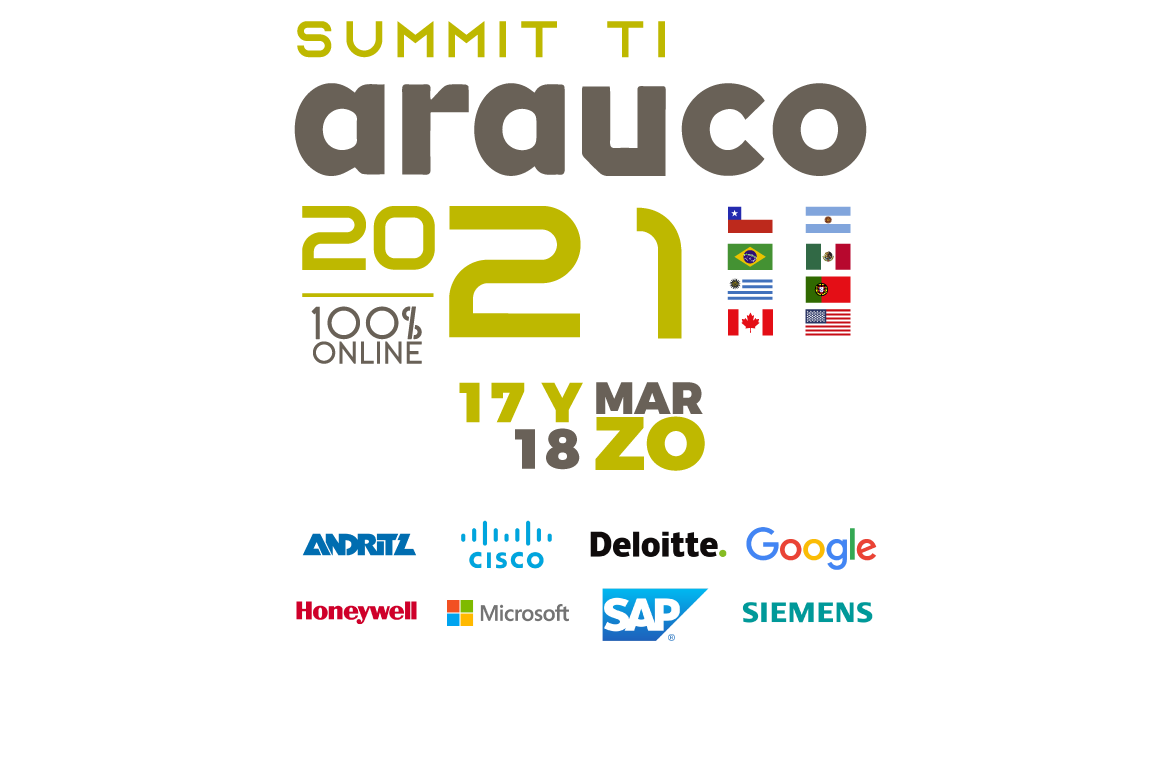 SUMMIT TI
arauco
2021
100%
ONLINE
17 Y
18
MAR
ZO
ANDRITZ
CISCO
Deloitte.
Google
Honeywell
Microsoft
SAP®
SIEMENS